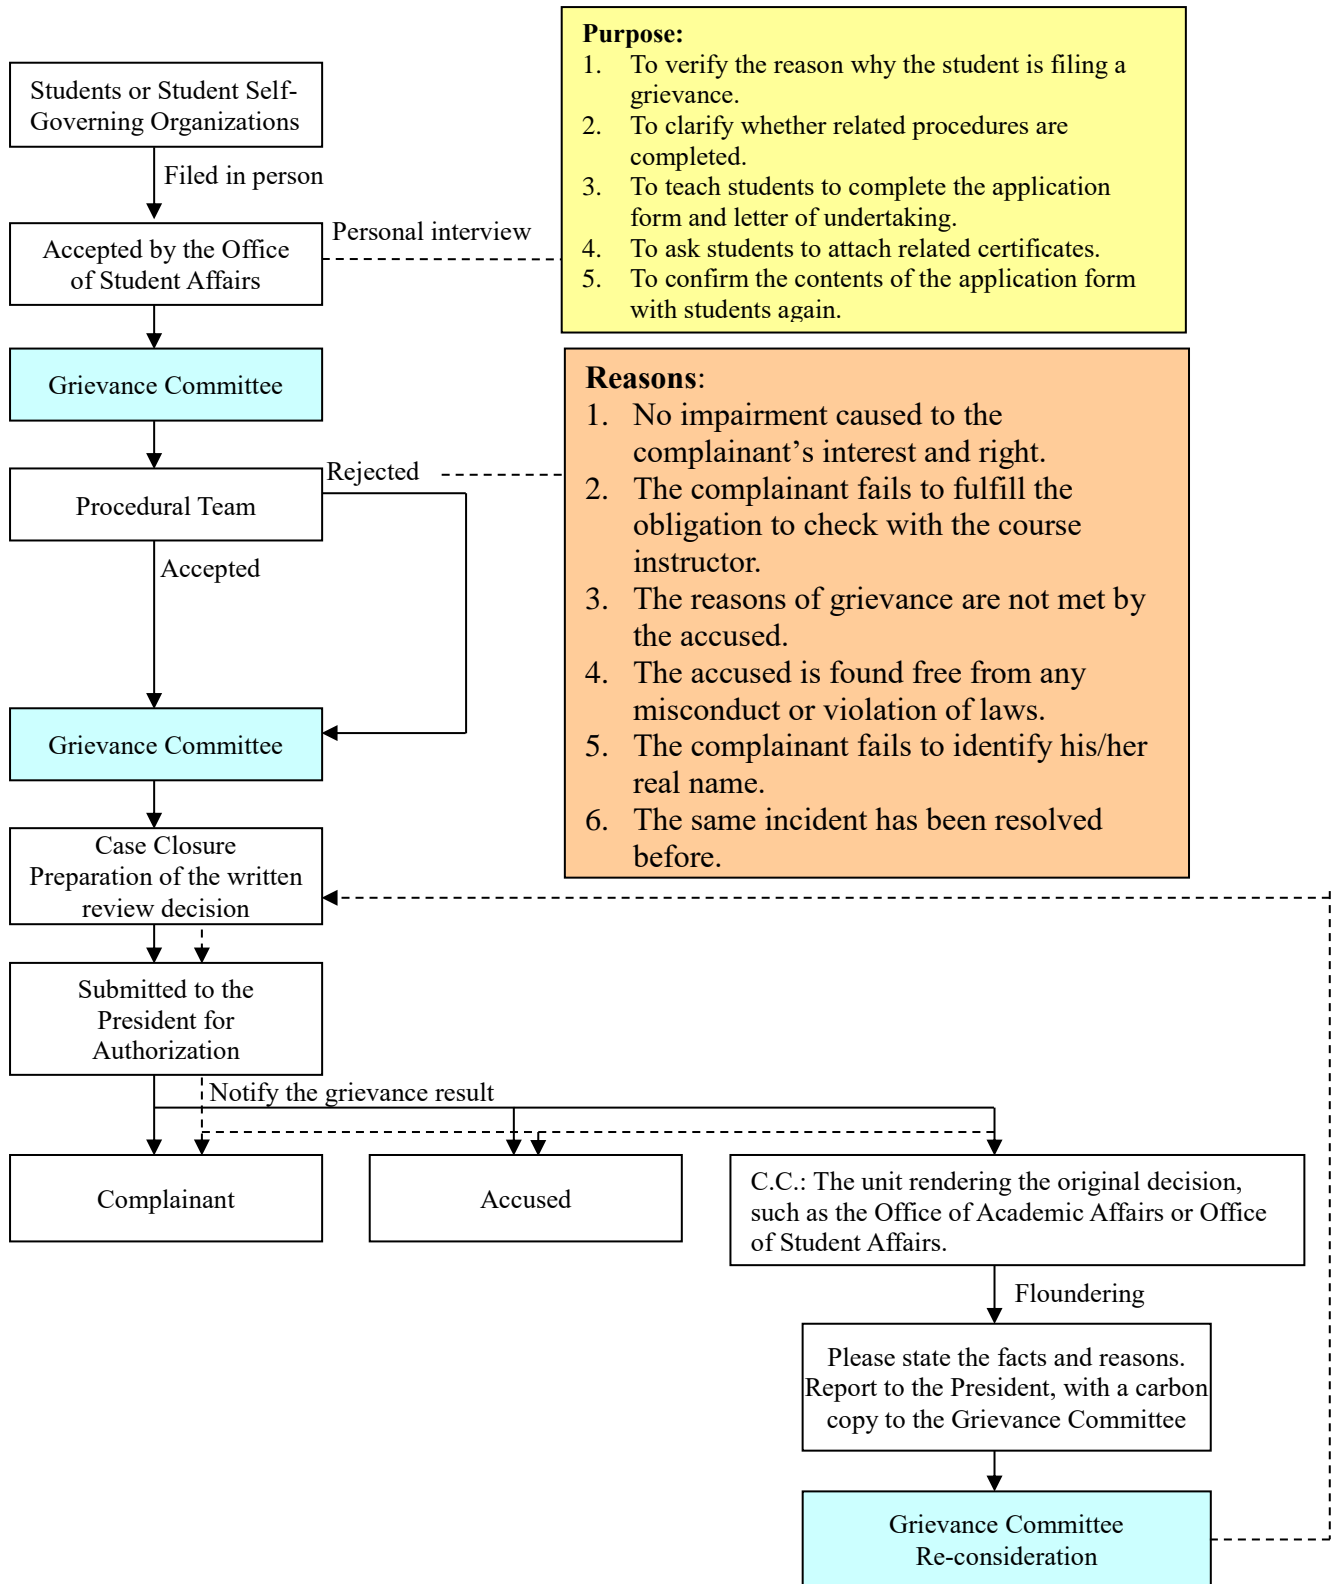 Students or Student Self-
Governing Organizations
Filed in person
Accepted by the Office
of Student Affairs
Personal interview
Purpose:
1. To verify the reason why the student is filing a
grievance.
2. To clarify whether related procedures are
completed.
3. To teach students to complete the application
form and letter of undertaking.
4. To ask students to attach related certificates.
5. To confirm the contents of the application form
with students again.
Grievance Committee
Procedural Team
Rejected
Accepted
Reasons:
1. No impairment caused to the
complainant’s interest and right.
2. The complainant fails to fulfill the
obligation to check with the course
instructor.
3. The reasons of grievance are not met by
the accused.
4. The accused is found free from any
misconduct or violation of laws.
5. The complainant fails to identify his/her
real name.
6. The same incident has been resolved
before.
Grievance Committee
Case Closure
Preparation of the written
review decision
Submitted to the
President for
Authorization
Notify the grievance result
Complainant
Accused
C.C.: The unit rendering the original decision,
such as the Office of Academic Affairs or Office
of Student Affairs.
Floundering
Please state the facts and reasons.
Report to the President, with a carbon
copy to the Grievance Committee
Grievance Committee
Re-consideration